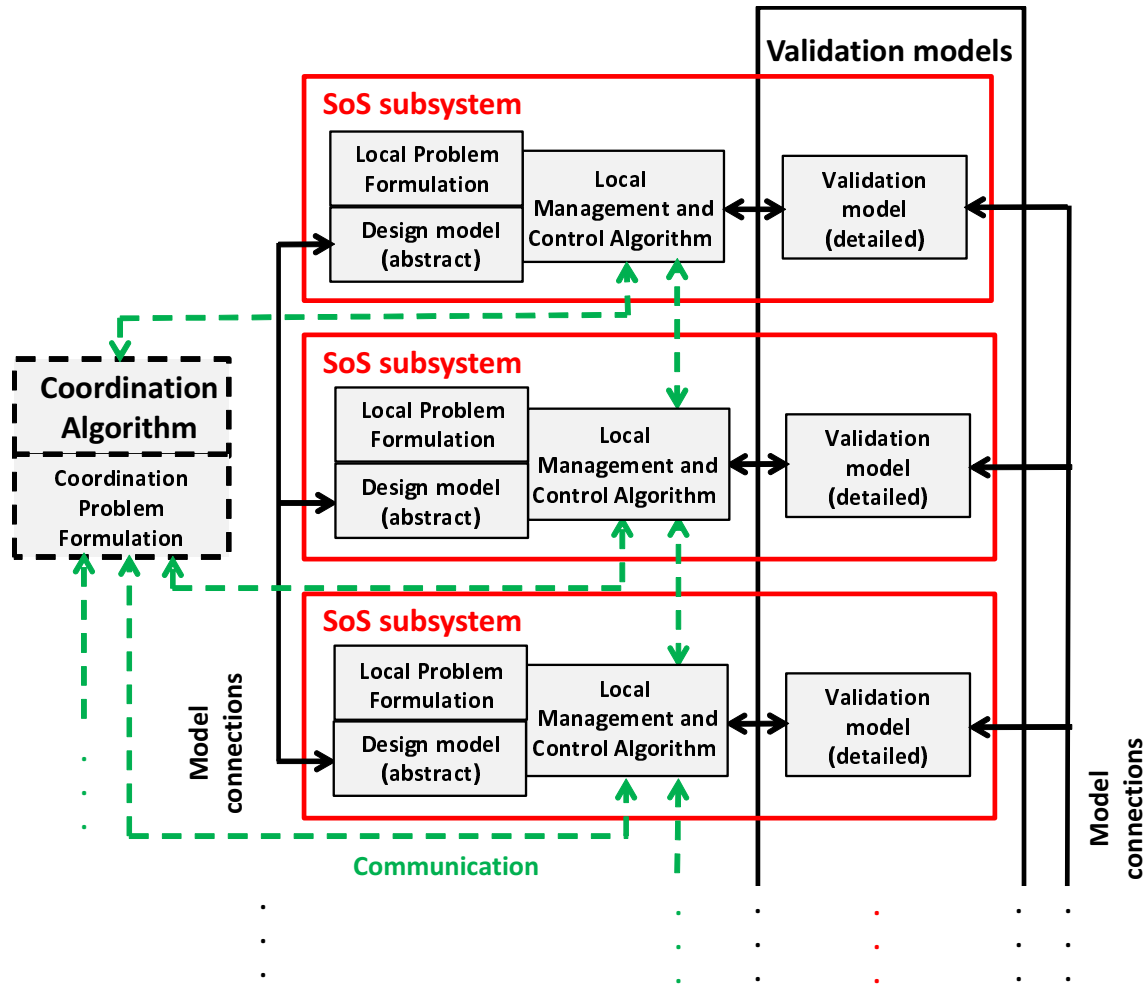 Validation models
SoS subsystem
Local Problem
Formulation
Design model
(abstract)
Local
Management and
Control Algorithm
Validation
model
(detailed)
SoS subsystem
Local Problem
Formulation
Design model
(abstract)
Local
Management and
Control Algorithm
Validation
model
(detailed)
Coordination
Algorithm
Coordination
Problem
Formulation
SoS subsystem
Local Problem
Formulation
Design model
(abstract)
Local
Management and
Control Algorithm
Validation
model
(detailed)
Model
connections
Communication
Model
connections